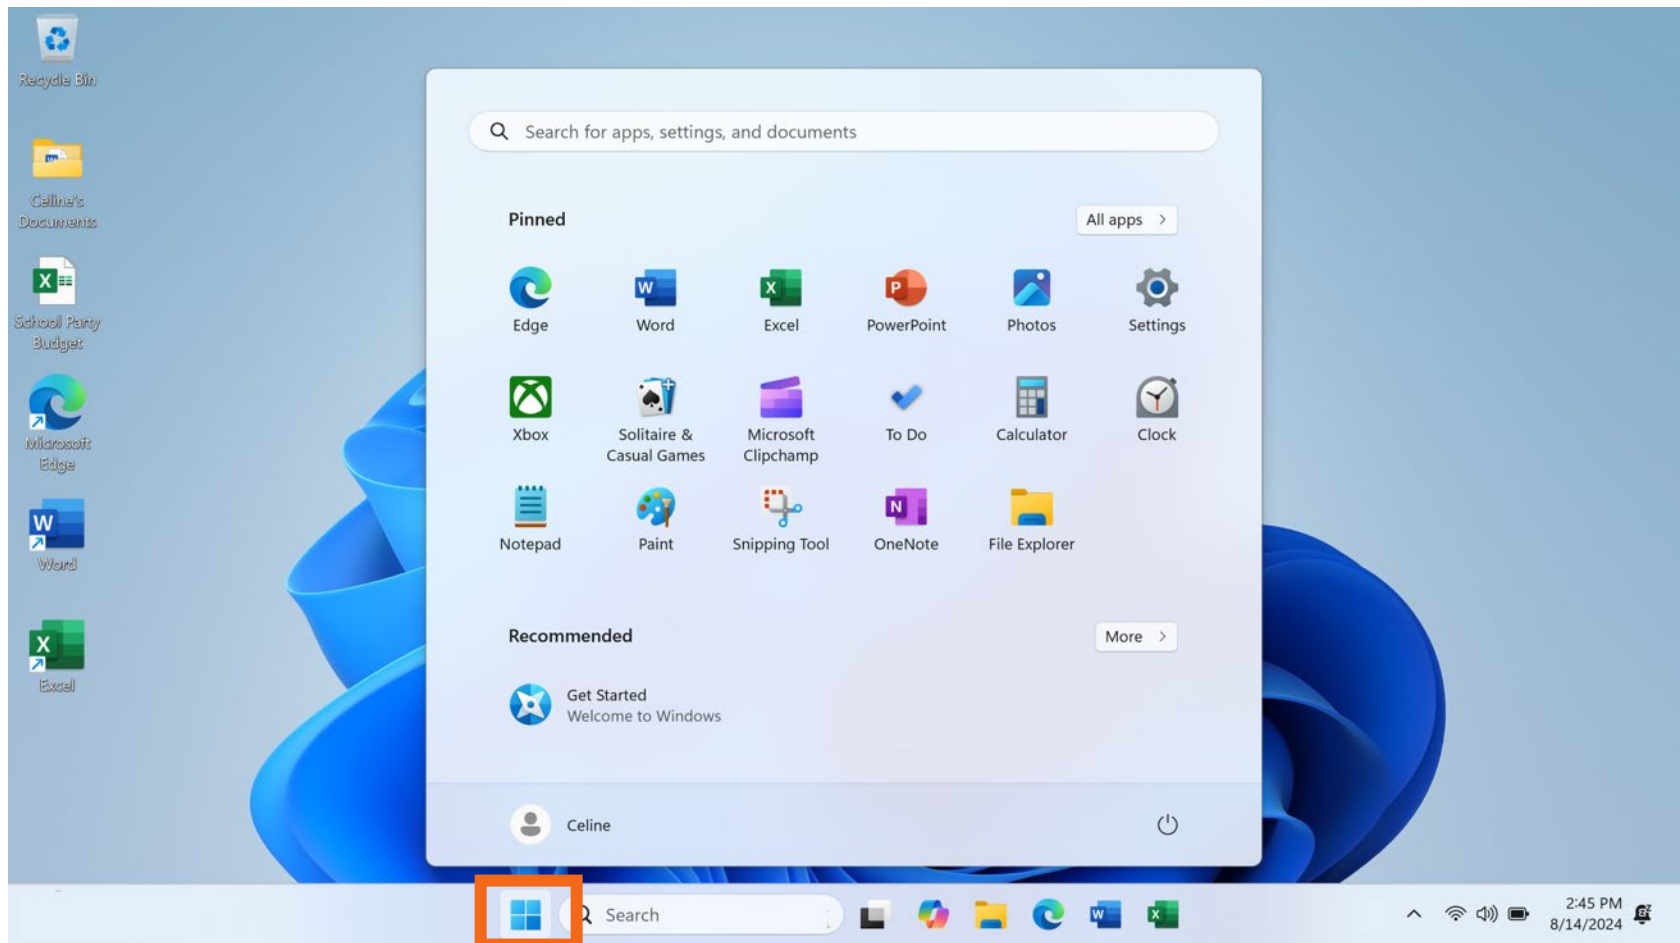 Recycle Bin
Celine's
Documents
School Party
Budget
Microsoft
Edge
Word
Excel
Search for apps, settings, and documents
Pinned
All apps
Edge
Word
Excel
PowerPoint
Photos
Settings
Xbox
Solitaire &
Casual Games
Microsoft
Clipchamp
To Do
Calculator
Clock
Notepad
Paint
Snipping Tool
OneNote
File Explorer
Recommended
More
Get Started
Welcome to Windows
Celine
Search
2:45 PM
8/14/2024